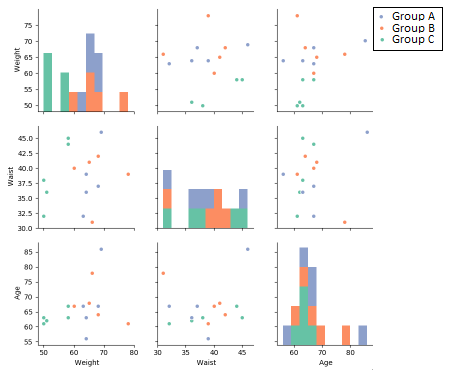 Group A
Group B
Group C
Weight
75
70
65
60
55
50
Waist
45.0
42.5
40.0
37.5
35.0
32.5
30.0
Age
85
80
75
70
65
60
55
50 60 70 80
Weight
30 35 40 45
Waist
60 70 80
Age